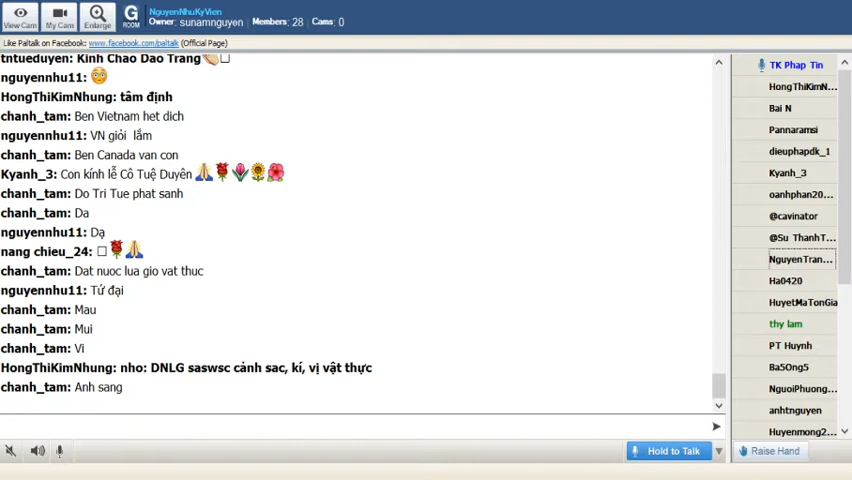 NguyenNhuKyVien
Owner: sunamnguyen Members: 28 Cams: 0
View Cam My Cam Enlarge G ROOM
Like Paltalk on Facebook: www.facebook.com/paltalk (Official Page)
tntueduyen: Kinh Chao Dao Trang
nguyennhu11:
HongThiKimNhung: tâm định
chanh_tam: Ben Vietnam het dich
nguyennhu11: VN giỏi lắm
chanh_tam: Ben Canada van con
Kyanh_3: Con kính lễ Cô Tuệ Duyên
chanh_tam: Do Tri Tue phat sanh
chanh_tam: Da
nguyennhu11: Dạ
nang chieu_24:
chanh_tam: Dat nuoc lua gio vat thuc
nguyennhu11: Tứ đại
chanh_tam: Mau
chanh_tam: Mui
chanh_tam: Vi
HongThiKimNhung: nho: DNLG saswsc cảnh sac, kí, vị vật thực
chanh_tam: Anh sang
Hold to Talk
TK Phap Tin
HongThiKimN...
Bai N
Pannaramsi
dieuphapdk_1
Kyanh_3
oanhphan20...
@cavinator
@Su ThanhT...
NguyenTran...
Ha0420
HuyetMaTonGia
thy lam
PT Huynh
Ba5Ong5
NguoiPhuong...
anhtnguyen
Huyenmong2...
Raise Hand